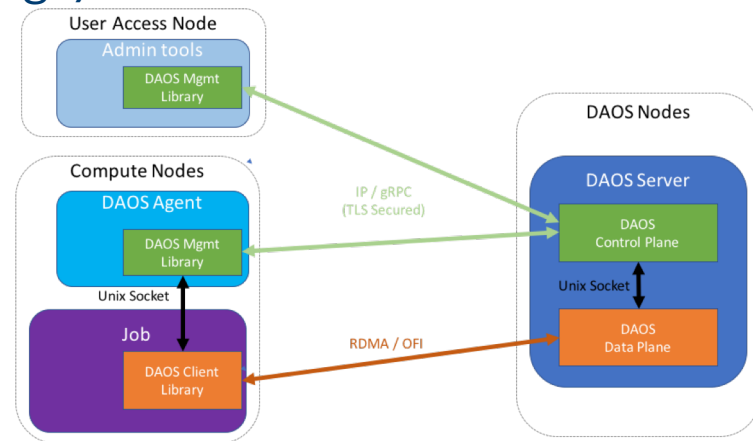 User Access Node
Admin tools
DAOS Mgmt
Library
Compute Nodes
DAOS Agent
DAOS Mgmt
Library
Unix Socket
Job
DAOS Client
Library
IP / gRPC
(TLS Secured)
RDMA / OFI
DAOS Nodes
DAOS Server
DAOS
Control Plane
Unix Socket
DAOS
Data Plane